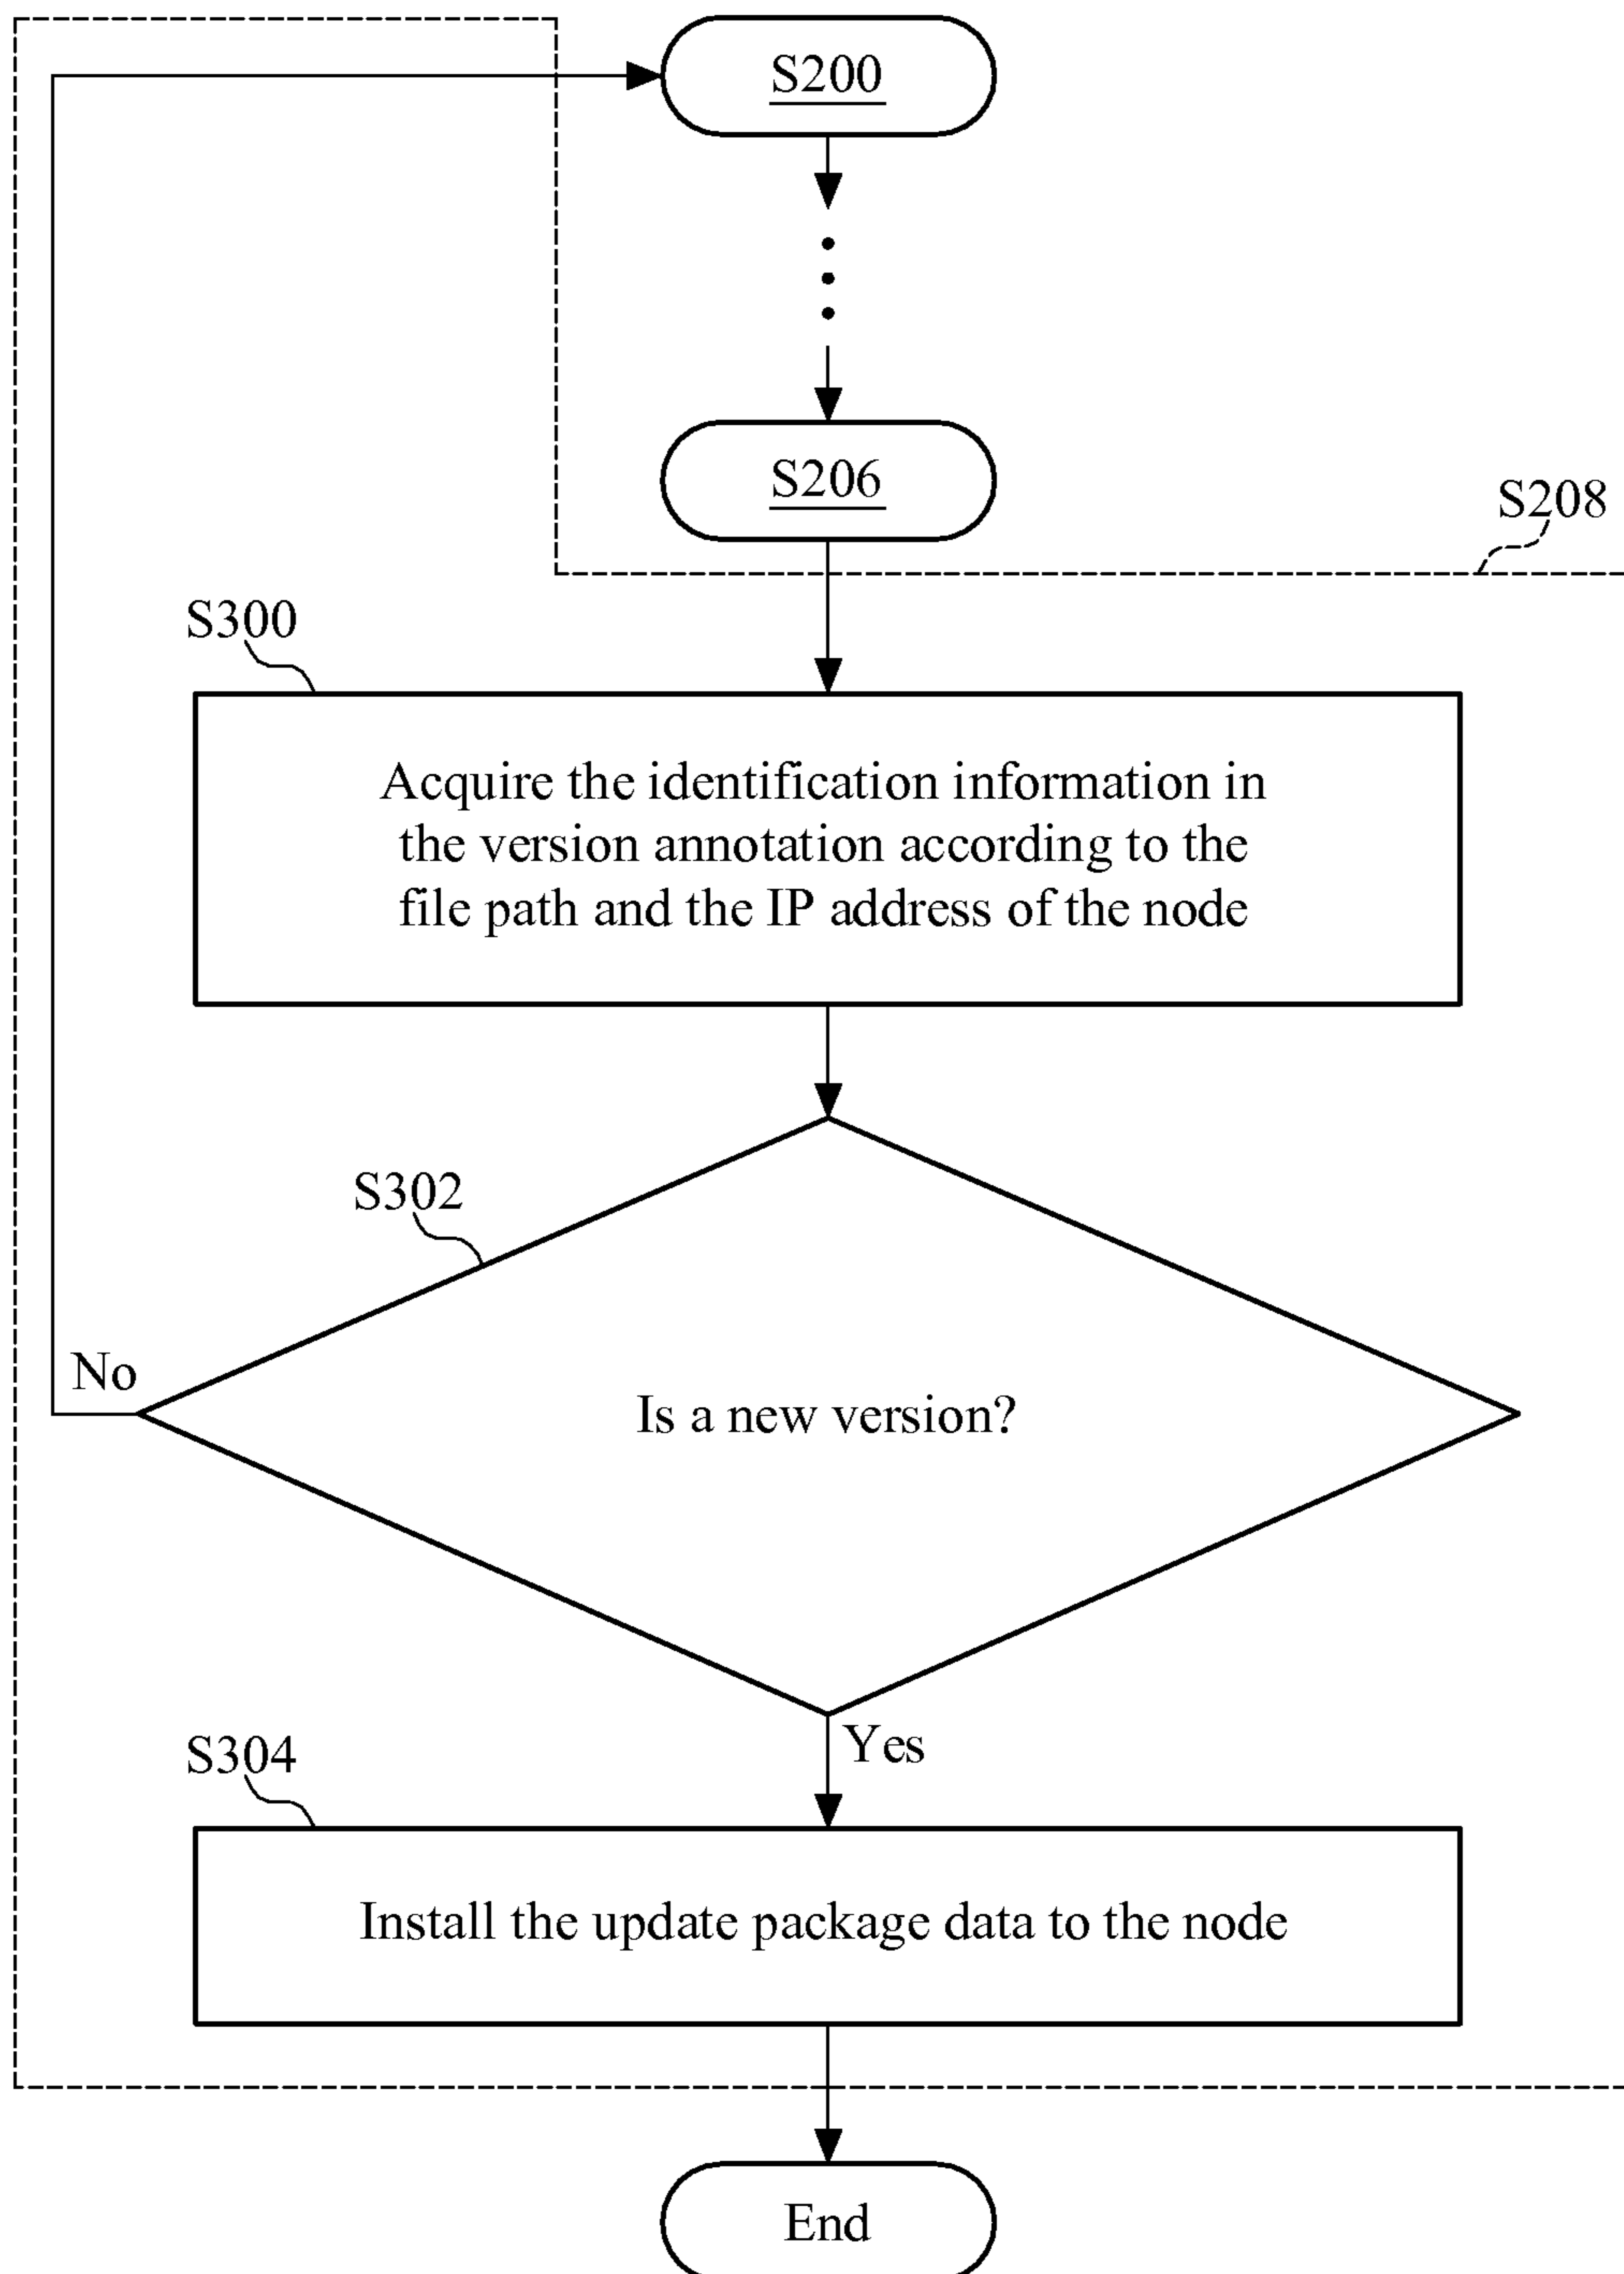 S200
S206
S208
S300
Acquire the identification information in
the version annotation according to the
file path and the IP address of the node
S302
No
Is a new version?
Yes
S304
Install the update package data to the node
End